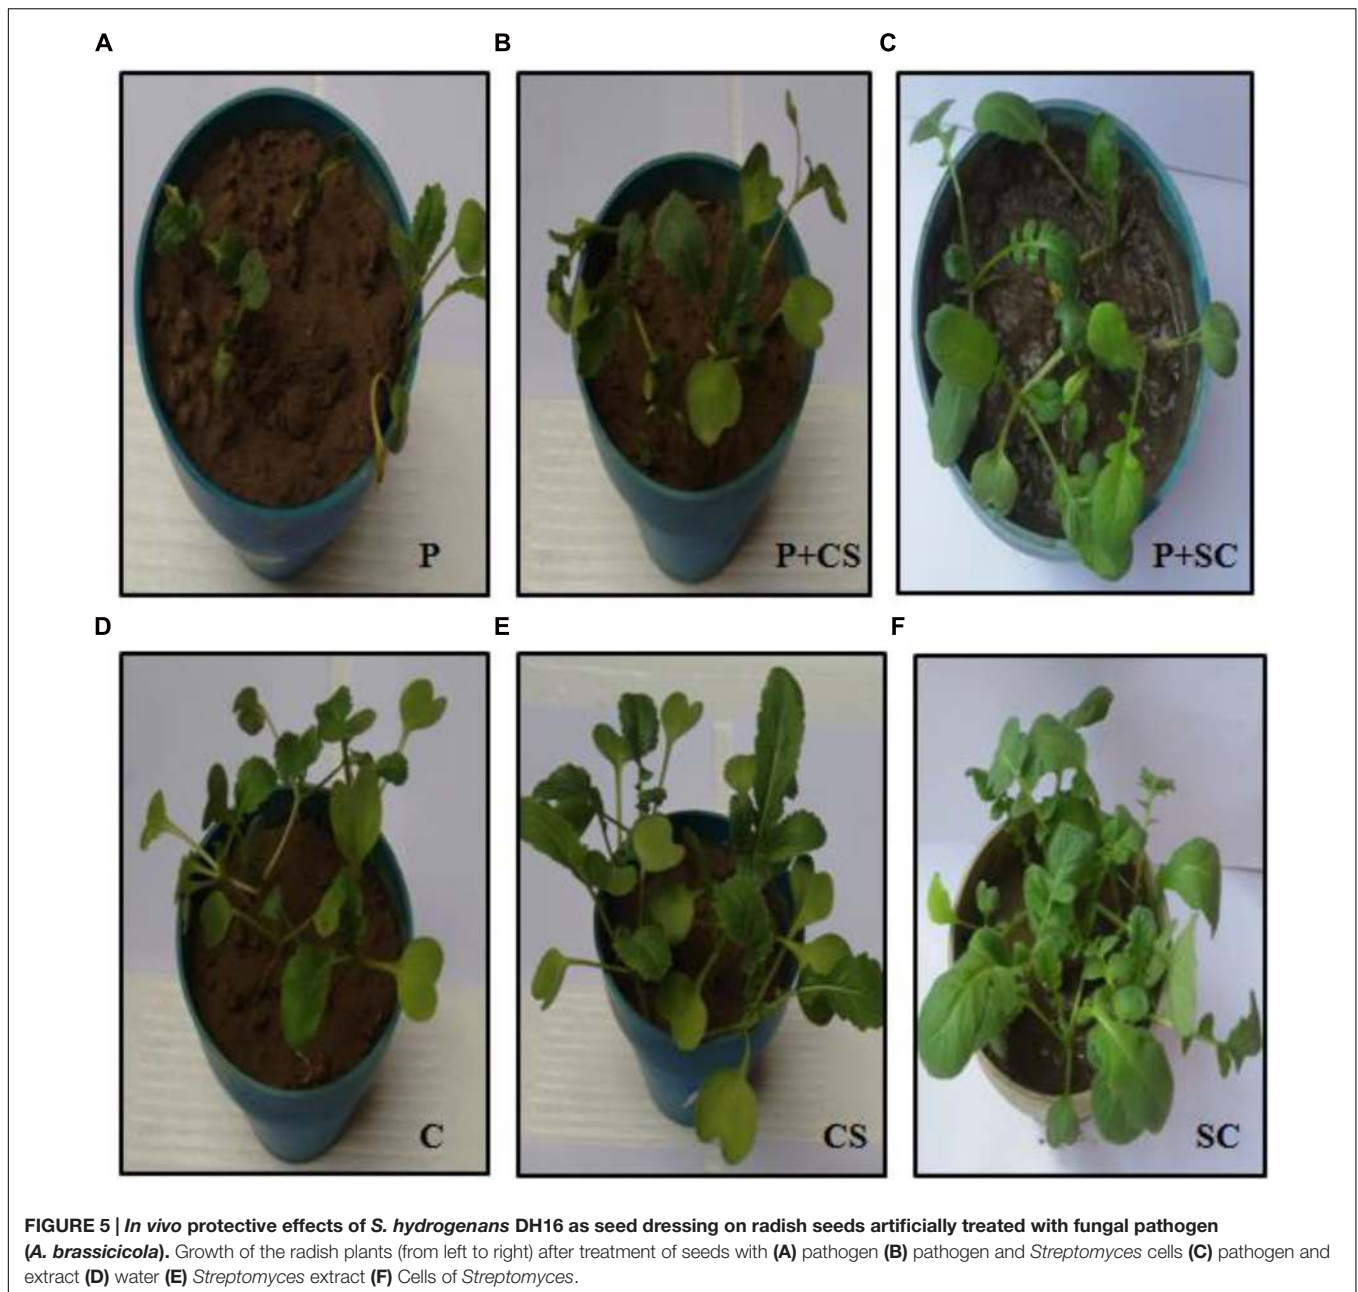 A B C
P P+CS P+SC
D E F
C CS SC
FIGURE 5 | In vivo protective effects of S. hydrogenans DH16 as seed dressing on radish seeds artificially treated with fungal pathogen
(A. brassicicola). Growth of the radish plants (from left to right) after treatment of seeds with (A) pathogen (B) pathogen and Streptomyces cells (C) pathogen and
extract (D) water (E) Streptomyces extract (F) Cells of Streptomyces.